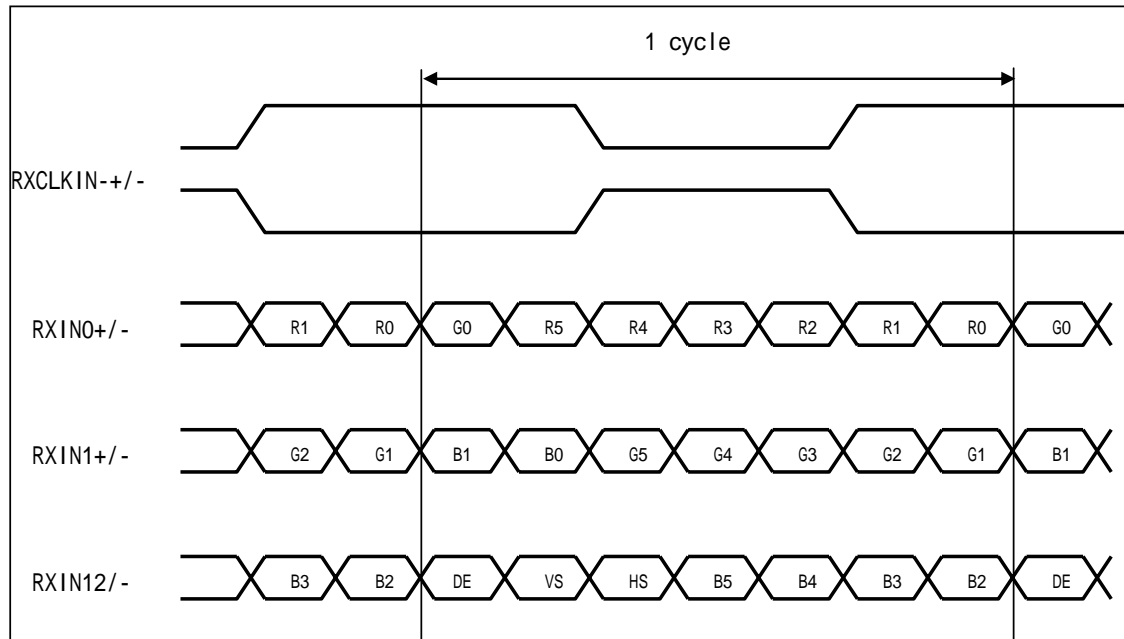 1 cycle
RXCLKIN-+/-
RXIN0+/- R1 R0 G0 R5 R4 R3 R2 R1 R0 G0
RXIN1+/- G2 G1 B1 B0 G5 G4 G3 G2 G1 B1
RXIN12/- B3 B2 DE VS HS B5 B4 B3 B2 DE